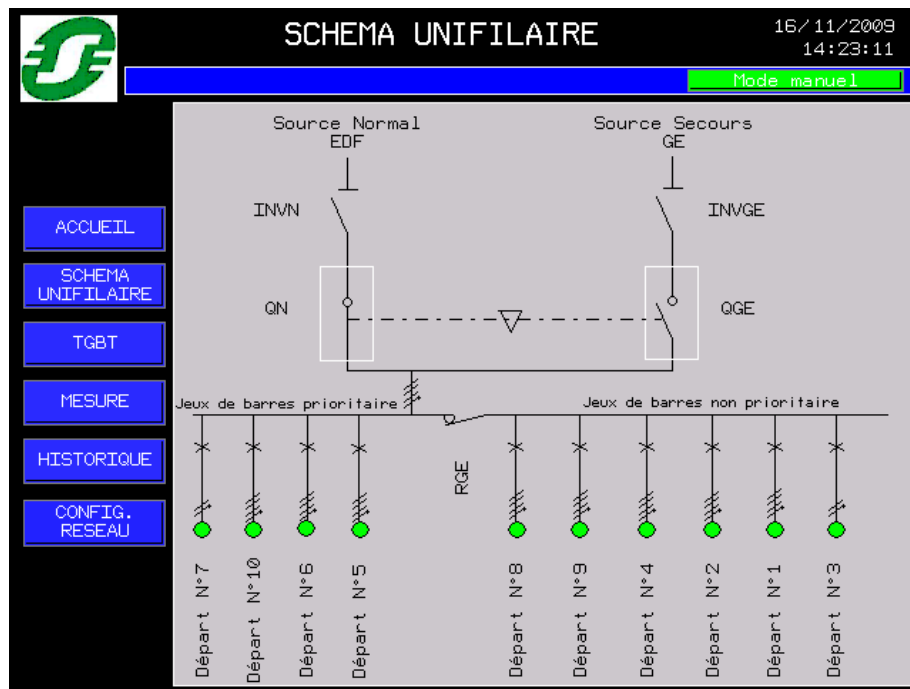 SCHEMA UNIFILAIRE
16/11/2009
14:23:11
Mode manuel
ACCUEIL
SCHEMA
UNIFILAIRE
TGBT
MESURE
HISTORIQUE
CONFIG.
RESEAU
Source Normal
EDF
Source Secours
GE
INVN
INVGE
QN
QGE
Jeux de barres prioritaire
Jeux de barres non prioritaire
RGE
Départ N°7
Départ N°10
Départ N°6
Départ N°5
Départ N°8
Départ N°9
Départ N°4
Départ N°2
Départ N°1
Départ N°3